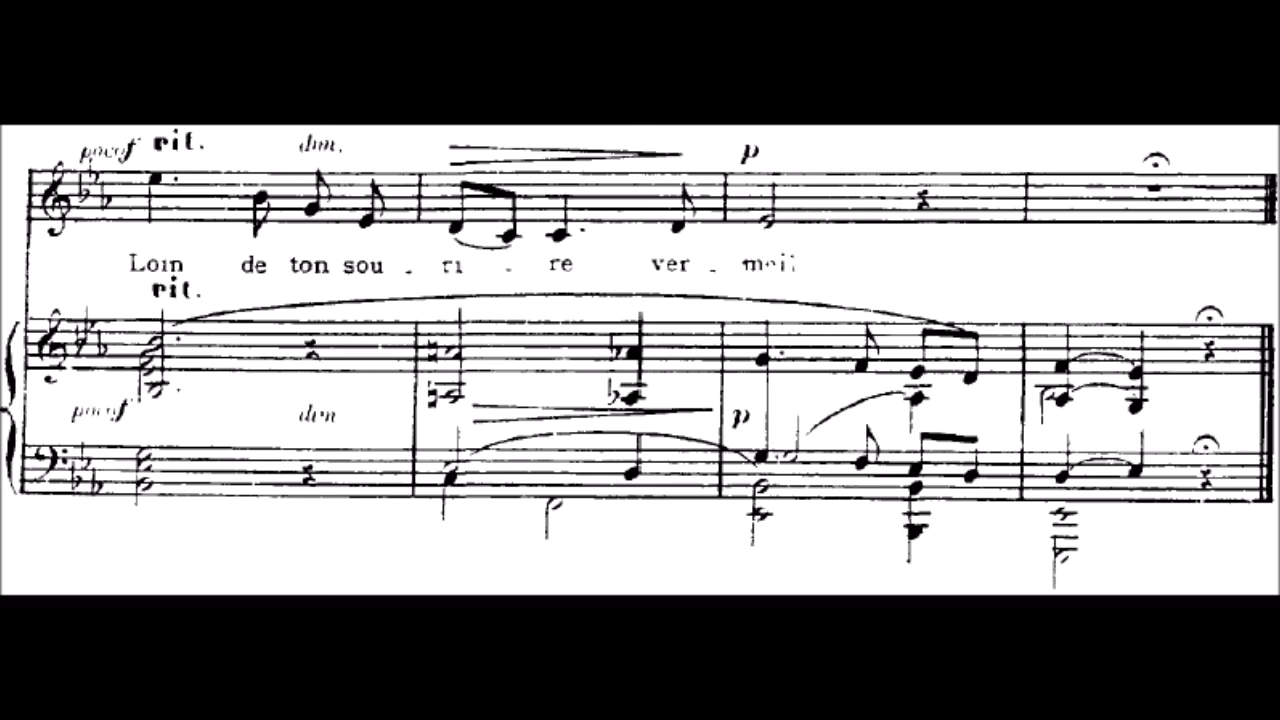 poco f rit. dim. p
Loin de ton sou - ri - re ver - meil
rit.
poco f dim p